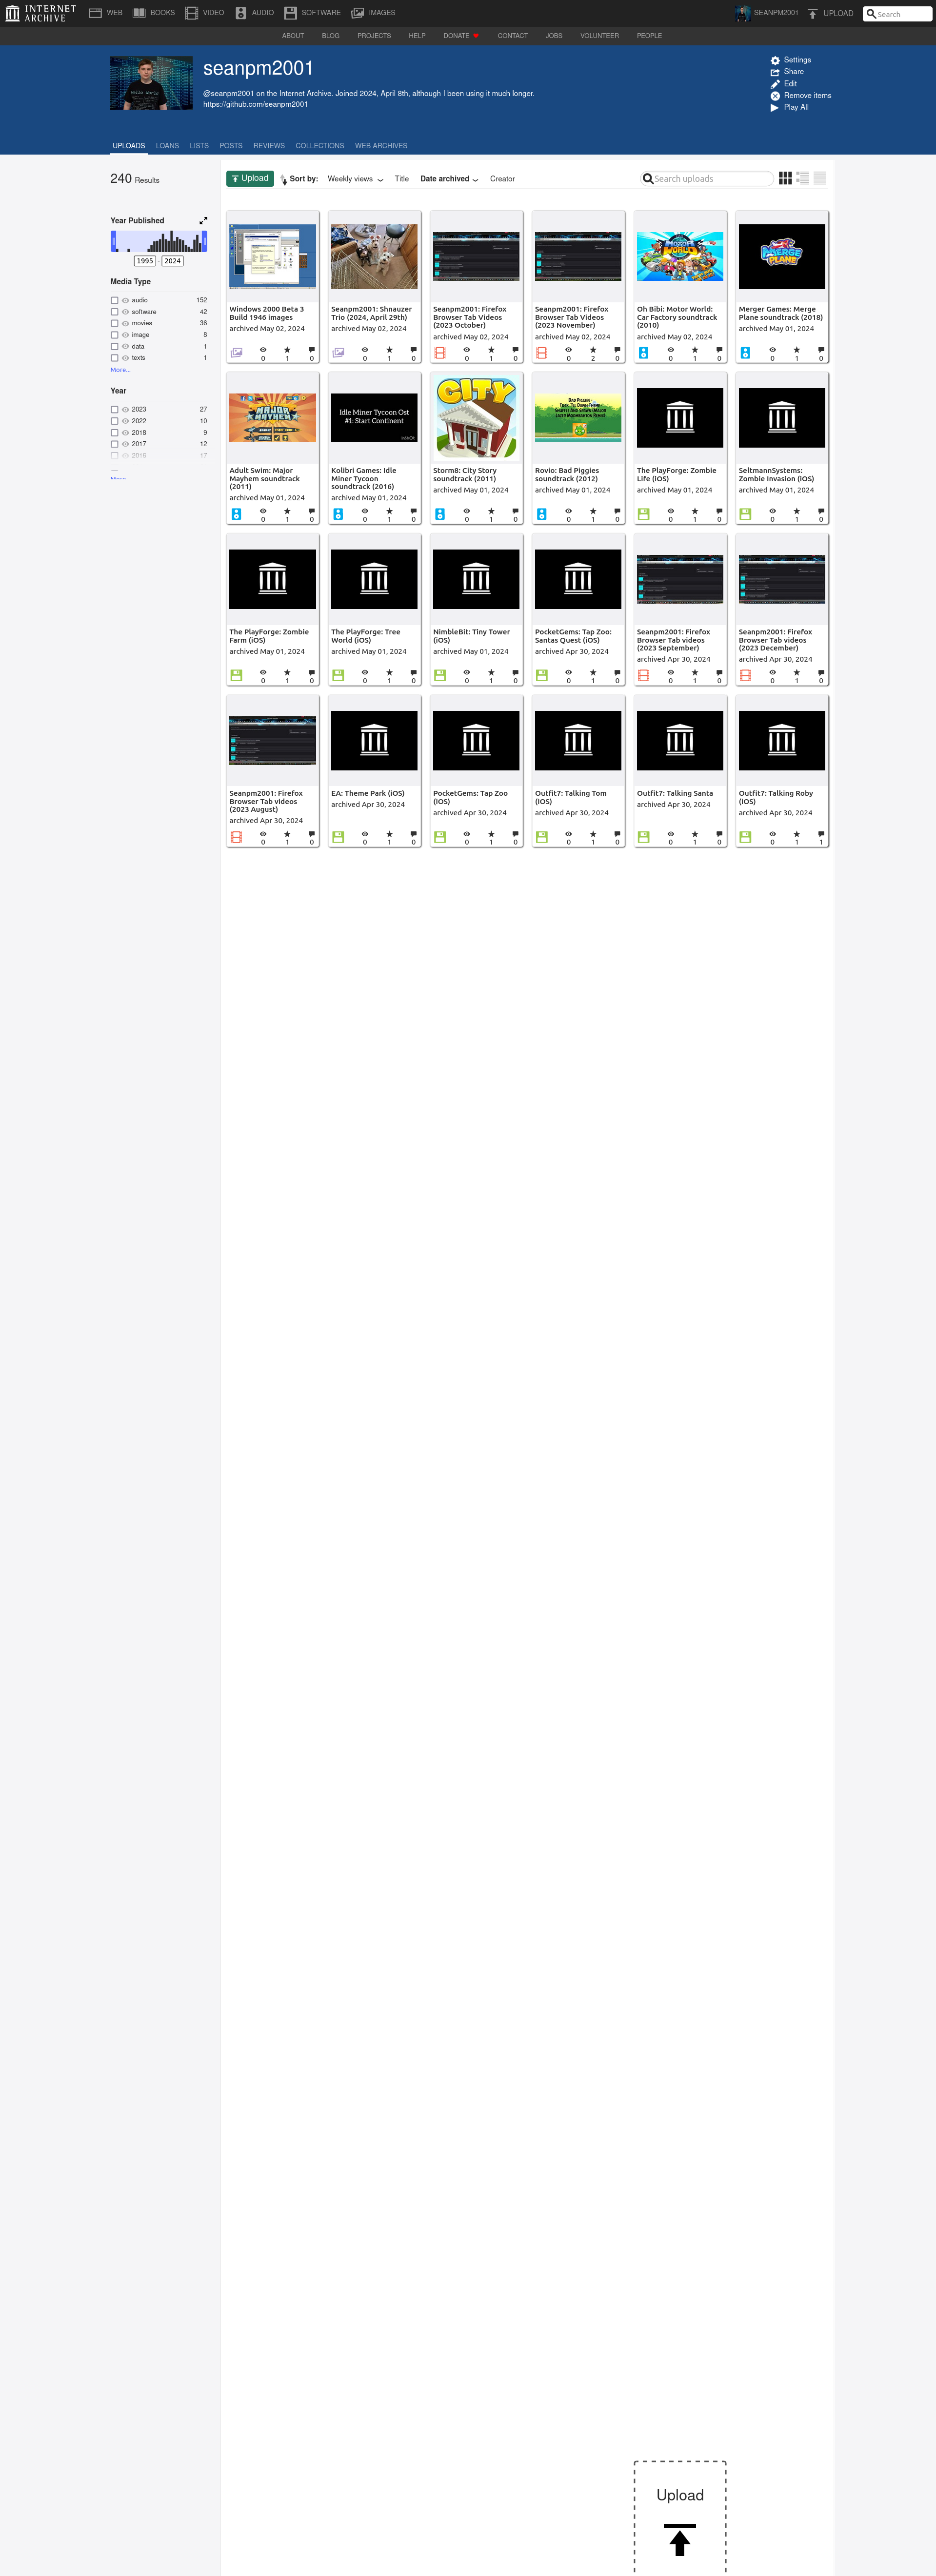 INTERNET ARCHIVE
WEB BOOKS VIDEO AUDIO SOFTWARE IMAGES SEANPM2001 UPLOAD Search
ABOUT BLOG PROJECTS HELP DONATE CONTACT JOBS VOLUNTEER PEOPLE
seanpm2001
@seanpm2001 on the Internet Archive. Joined 2024, April 8th, although I been using it much longer.
https://github.com/seanpm2001
Settings
Share
Edit
Remove items
Play All
UPLOADS LOANS LISTS POSTS REVIEWS COLLECTIONS WEB ARCHIVES
240 Results
Year Published
1995 - 2024
Media Type
audio 152
software 42
movies 36
image 8
data 1
texts 1
More...
Year
2023 27
2022 10
2018 9
2017 12
2016 17
Upload Sort by: Weekly views Title Date archived Creator Search uploads
Windows 2000 Beta 3
Build 1946 images
archived May 02, 2024
0 1 0
Seanpm2001: Shnauzer
Trio (2024, April 29th)
archived May 02, 2024
0 1 0
Seanpm2001: Firefox
Browser Tab Videos
(2023 October)
archived May 02, 2024
0 1 0
Seanpm2001: Firefox
Browser Tab Videos
(2023 November)
archived May 02, 2024
0 2 0
Oh Bibi: Motor World:
Car Factory soundtrack
(2010)
archived May 02, 2024
0 1 0
MERGE
PLANE
Merger Games: Merge
Plane soundtrack (2018)
archived May 01, 2024
0 1 0
MAJOR
MAYHEM
Adult Swim: Major
Mayhem soundtrack
(2011)
archived May 01, 2024
0 1 0
Idle Miner Tycoon Ost
#1: Start Continent
Kolibri Games: Idle
Miner Tycoon
soundtrack (2016)
archived May 01, 2024
0 1 0
CITY
Storm8: City Story
soundtrack (2011)
archived May 01, 2024
0 1 0
Rovio: Bad Piggies
soundtrack (2012)
archived May 01, 2024
0 1 0
The PlayForge: Zombie
Life (iOS)
archived May 01, 2024
0 1 0
SeltmannSystems:
Zombie Invasion (iOS)
archived May 01, 2024
0 1 0
The PlayForge: Zombie
Farm (iOS)
archived May 01, 2024
0 1 0
The PlayForge: Tree
World (iOS)
archived May 01, 2024
0 1 0
NimbleBit: Tiny Tower
(iOS)
archived May 01, 2024
0 1 0
PocketGems: Tap Zoo:
Santas Quest (iOS)
archived Apr 30, 2024
0 1 0
Seanpm2001: Firefox
Browser Tab videos
(2023 September)
archived Apr 30, 2024
0 1 0
Seanpm2001: Firefox
Browser Tab videos
(2023 December)
archived Apr 30, 2024
0 1 0
Seanpm2001: Firefox
Browser Tab videos
(2023 August)
archived Apr 30, 2024
0 1 0
EA: Theme Park (iOS)
archived Apr 30, 2024
0 1 0
PocketGems: Tap Zoo
(iOS)
archived Apr 30, 2024
0 1 0
Outfit7: Talking Tom
(iOS)
archived Apr 30, 2024
0 1 0
Outfit7: Talking Santa
archived Apr 30, 2024
0 1 0
Outfit7: Talking Roby
(iOS)
archived Apr 30, 2024
0 1 1
Upload